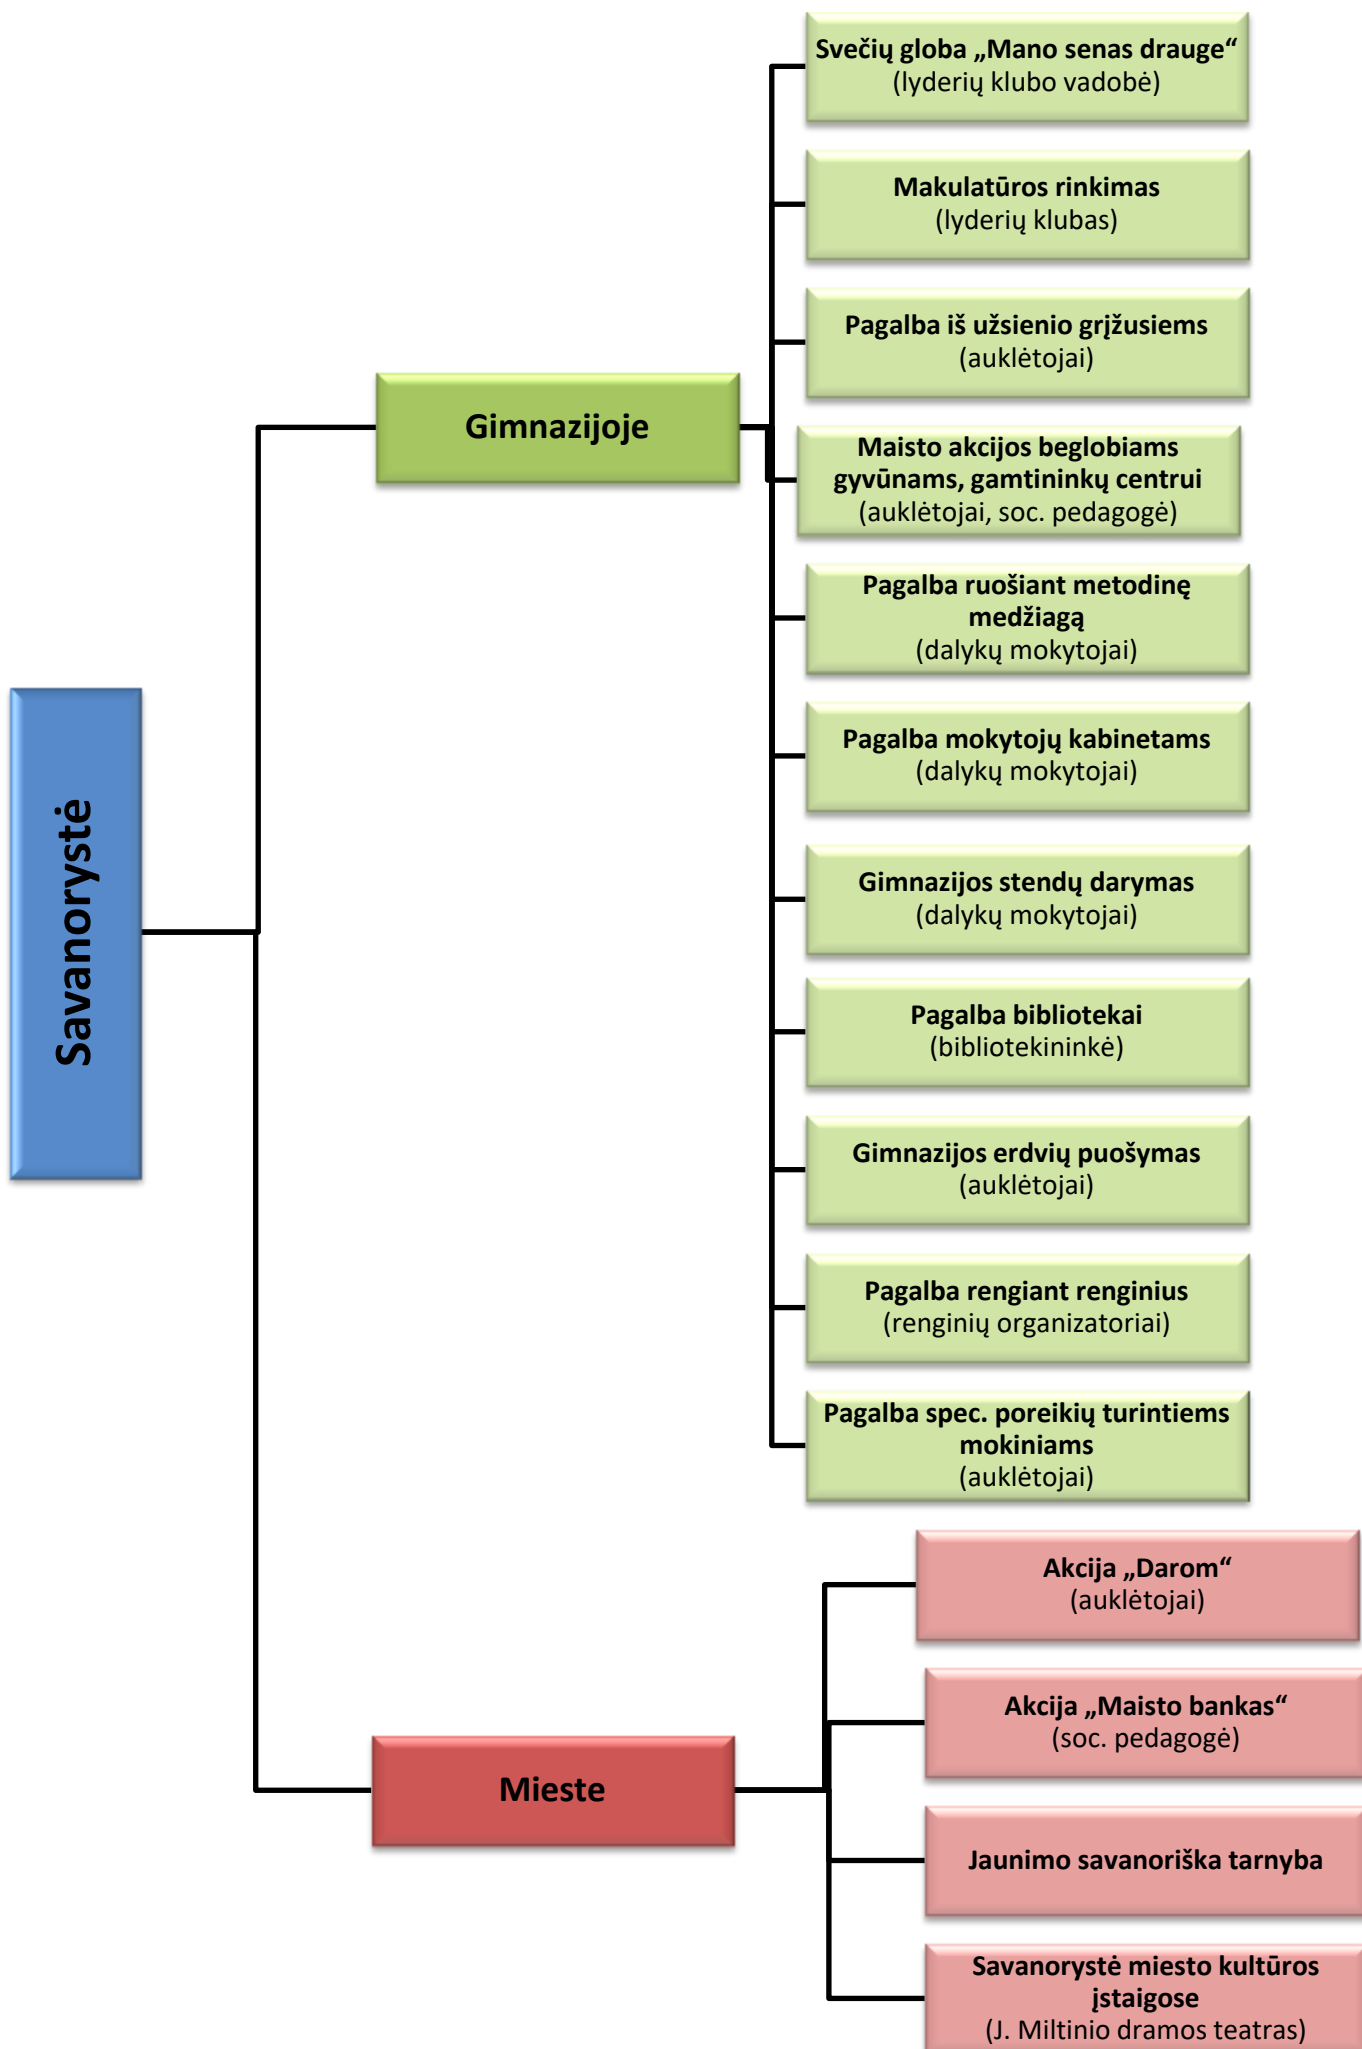 Savanorystė
Gimnazijoje
Svečių globa „Mano senas drauge“
(lyderių klubo vadobė)
Makulatūros rinkimas
(lyderių klubas)
Pagalba iš užsienio grįžusiems
(auklėtojai)
Maisto akcijos beglobiams
gyvūnams, gamtininkų centrui
(auklėtojai, soc. pedagogė)
Pagalba ruošiant metodinę
medžiagą
(dalykų mokytojai)
Pagalba mokytojų kabinetams
(dalykų mokytojai)
Gimnazijos stendų darymas
(dalykų mokytojai)
Pagalba bibliotekai
(bibliotekininkė)
Gimnazijos erdvių puošymas
(auklėtojai)
Pagalba rengiant renginius
(renginių organizatoriai)
Pagalba spec. poreikių turintiems
mokiniams
(auklėtojai)
Mieste
Akcija „Darom“
(auklėtojai)
Akcija „Maisto bankas“
(soc. pedagogė)
Jaunimo savanoriška tarnyba
Savanorystė miesto kultūros
įstaigose
(J. Miltinio dramos teatras)